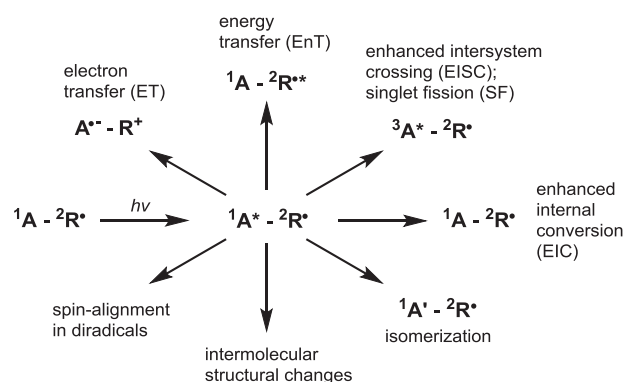 energy
transfer (EnT)
¹A - ²R•*
enhanced intersystem
crossing (EISC);
singlet fission (SF)
³A* - ²R•
electron
transfer (ET)
A•- - R⁺
¹A - ²R•
hν
¹A* - ²R•
¹A - ²R•
enhanced
internal
conversion
(EIC)
spin-alignment
in diradicals
intermolecular
structural changes
¹A' - ²R•
isomerization